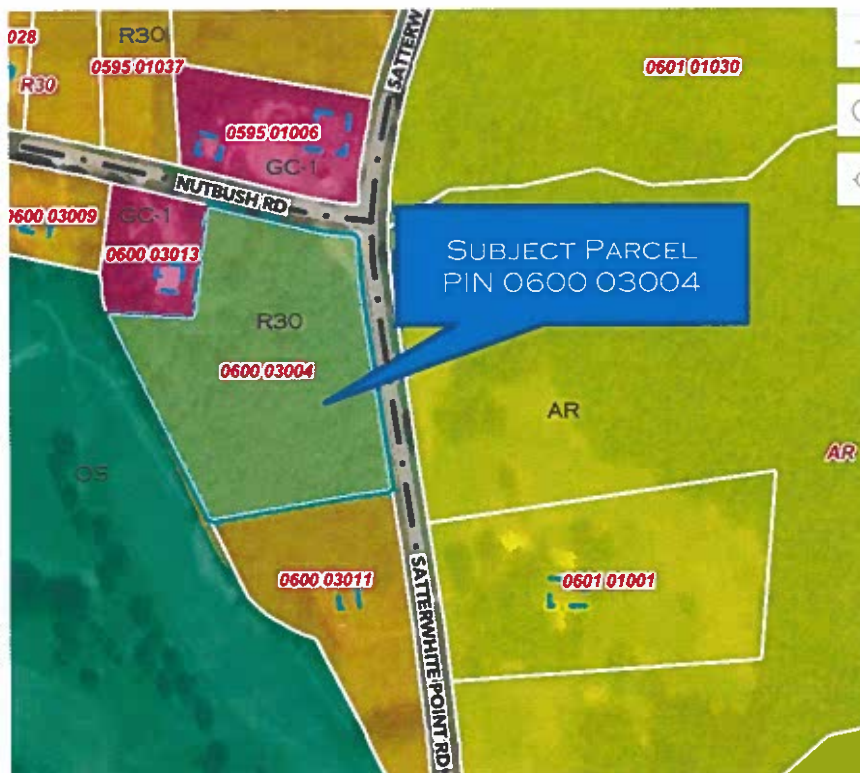 028
R30
R30
0595 01037
SATTERW
0601 01030
0595 01006
GC-1
NUTBUSH RD
0600 03009
GC-1
0600 03013
SUBJECT PARCEL
PIN 0600 03004
R30
0600 03004
AR
AR
OS
0600 03011
0601 01001
SATTERWHITE POINT RD